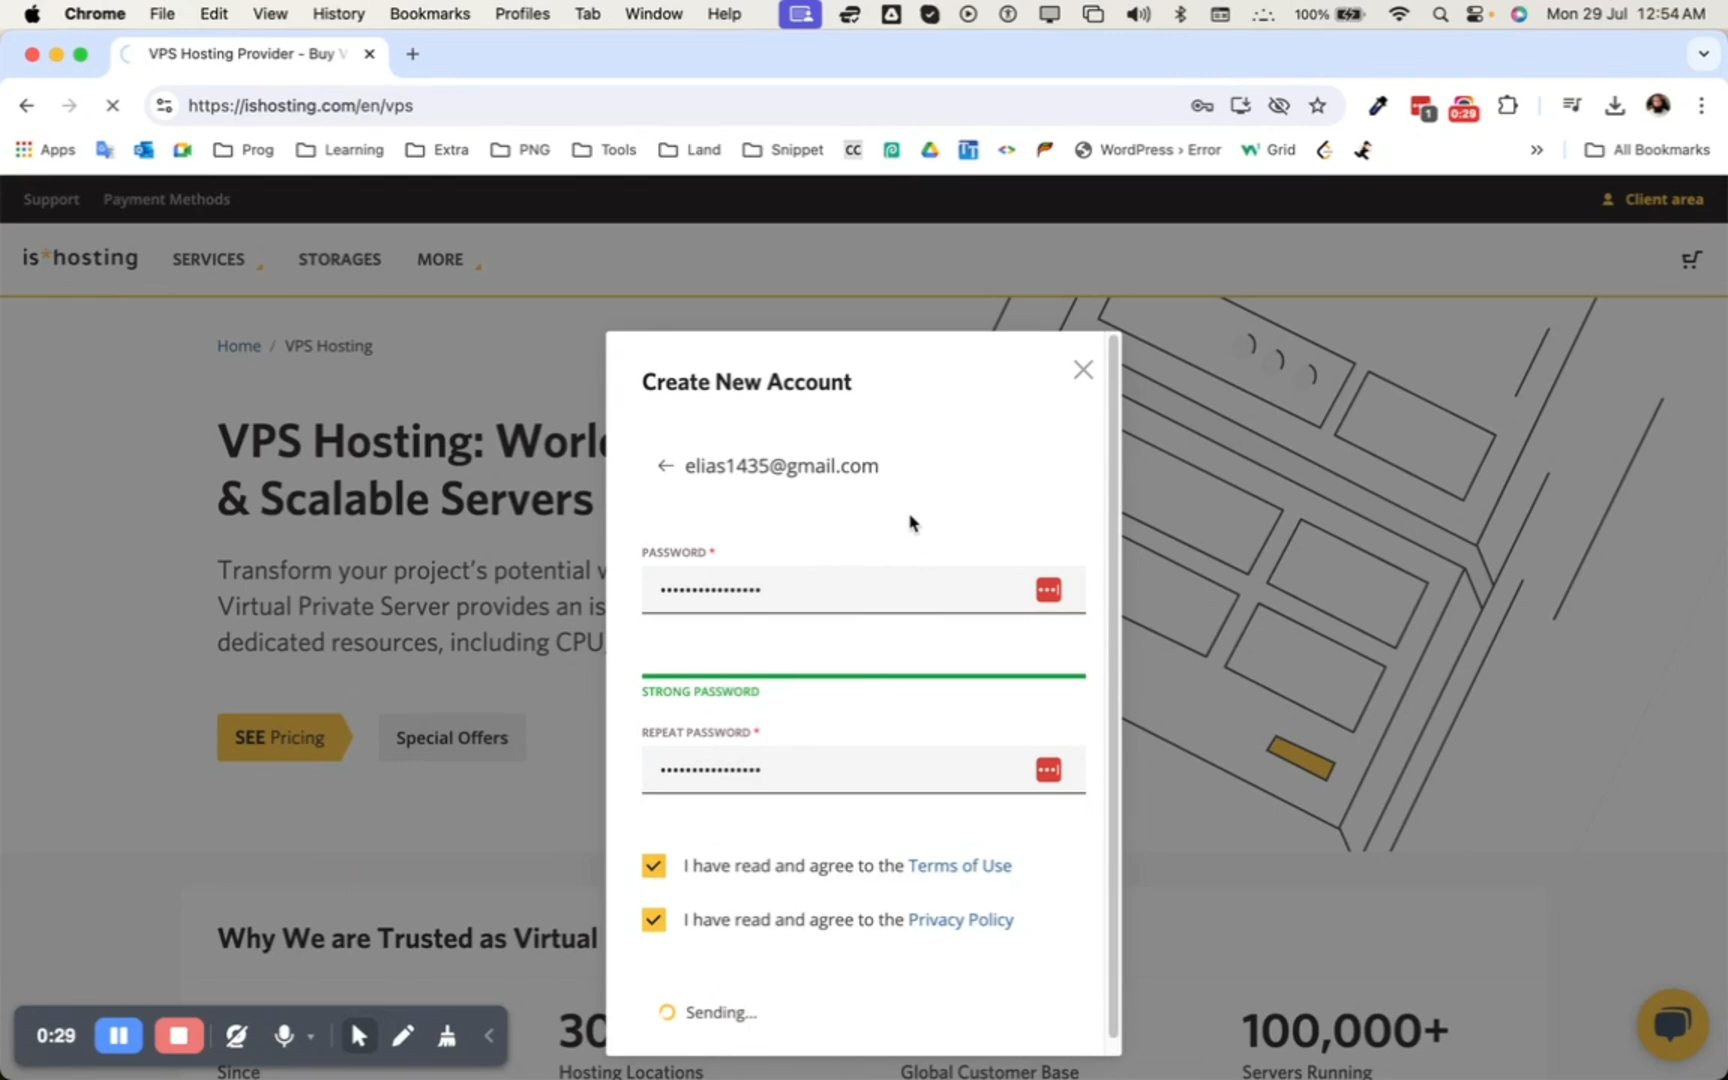 Chrome File Edit View History Bookmarks Profiles Tab Window Help 100% Mon 29 Jul 12:54 AM
VPS Hosting Provider - Buy V
https://ishosting.com/en/vps 1 0:29
Apps Prog Learning Extra PNG Tools Land Snippet CC TT WordPress › Error Grid » All Bookmarks
Support Payment Methods Client area
is*hosting SERVICES STORAGES MORE
Home / VPS Hosting
VPS Hosting: Worl
& Scalable Servers
Transform your project's potential
Virtual Private Server provides an is
dedicated resources, including CPU,
SEE Pricing Special Offers
Create New Account
← elias1435@gmail.com
PASSWORD *
••••••••••••••••
STRONG PASSWORD
REPEAT PASSWORD *
••••••••••••••••
I have read and agree to the Terms of Use
I have read and agree to the Privacy Policy
Sending...
Why We are Trusted as Virtual
0:29
30
100,000+
Since Hosting Locations Global Customer Base Servers Running